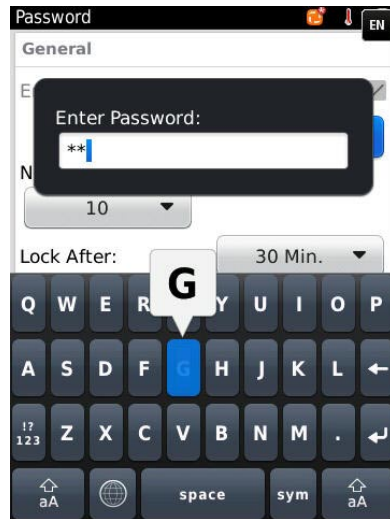 Password
EN
General
Enter Password:
**
10
Lock After: 30 Min.
G
Q W E R Y U I O P
A S D F G H J K L
!?123 Z X C V B N M .
aA space sym aA